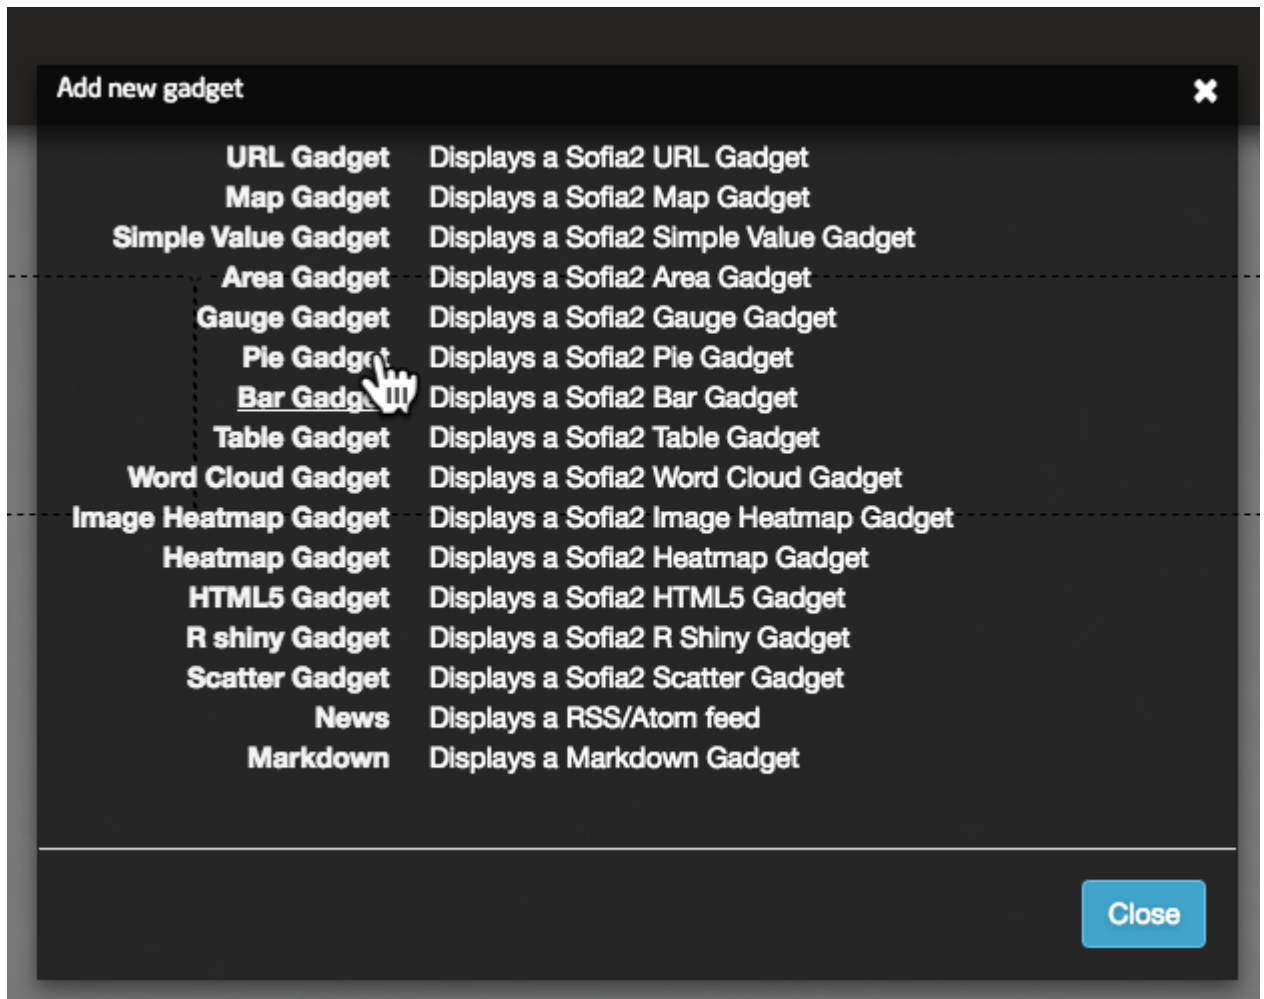 Add new gadget
URL Gadget Displays a Sofia2 URL Gadget
Map Gadget Displays a Sofia2 Map Gadget
Simple Value Gadget Displays a Sofia2 Simple Value Gadget
Area Gadget Displays a Sofia2 Area Gadget
Gauge Gadget Displays a Sofia2 Gauge Gadget
Pie Gadget Displays a Sofia2 Pie Gadget
Bar Gadget Displays a Sofia2 Bar Gadget
Table Gadget Displays a Sofia2 Table Gadget
Word Cloud Gadget Displays a Sofia2 Word Cloud Gadget
Image Heatmap Gadget Displays a Sofia2 Image Heatmap Gadget
Heatmap Gadget Displays a Sofia2 Heatmap Gadget
HTML5 Gadget Displays a Sofia2 HTML5 Gadget
R shiny Gadget Displays a Sofia2 R Shiny Gadget
Scatter Gadget Displays a Sofia2 Scatter Gadget
News Displays a RSS/Atom feed
Markdown Displays a Markdown Gadget
Close